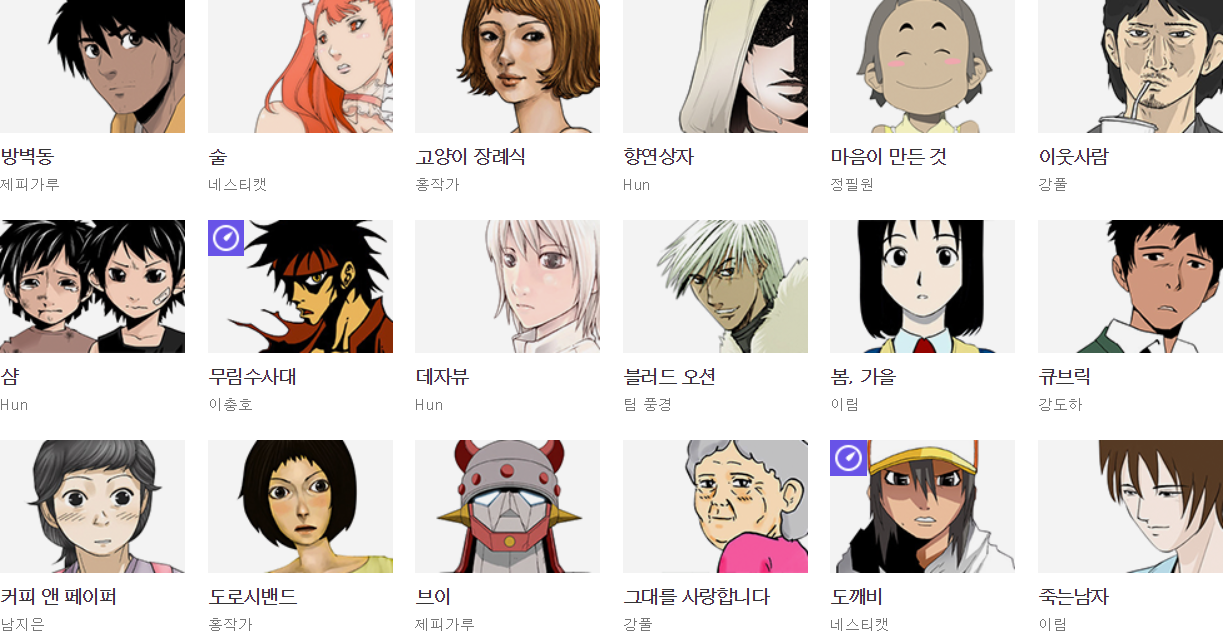 방벽동
제피가루
술
네스티캣
고양이 장례식
홍작가
향연상자
Hun
마음이 만든 것
정필원
이웃사람
강풀
샴
Hun
무림수사대
이충호
데자뷰
Hun
블러드 오션
팀 풍경
봄, 가을
이림
큐브릭
강도하
커피 앤 페이퍼
남지은
도로시밴드
홍작가
브이
제피가루
그대를 사랑합니다
강풀
도깨비
네스티캣
죽는남자
이림